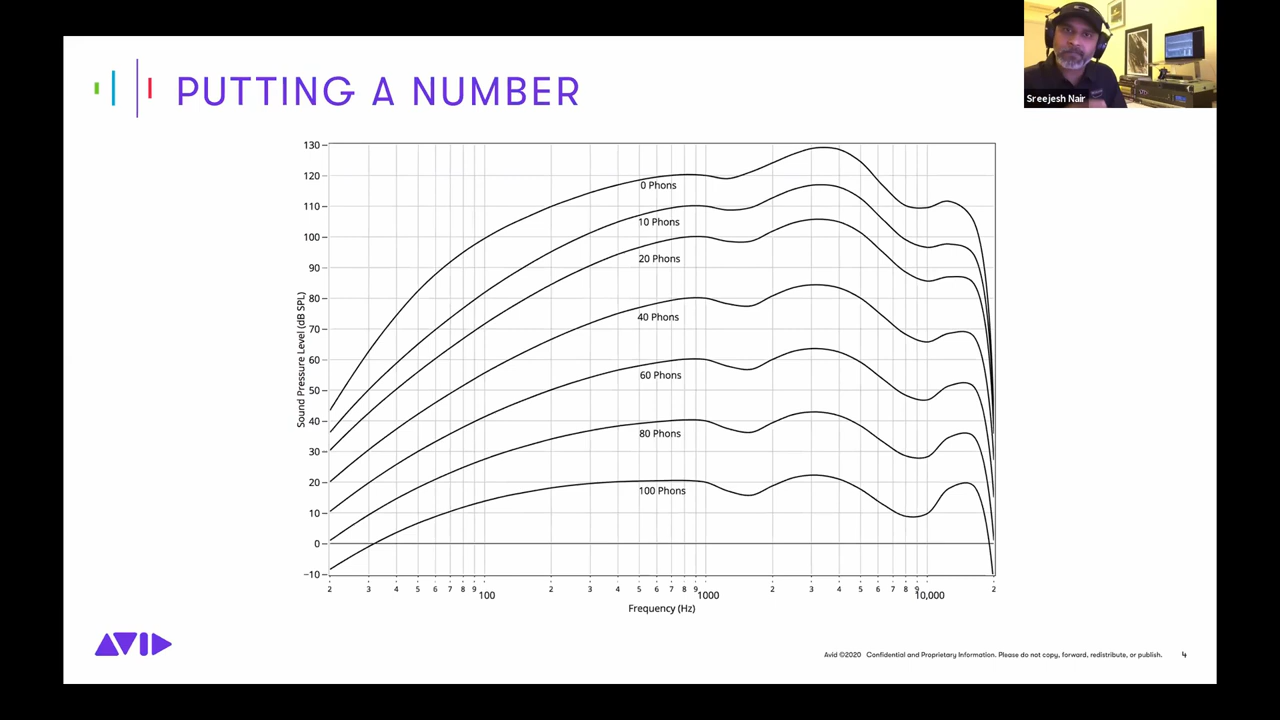 Sreejesh Nair
PUTTING A NUMBER
130
120
110
100
90
80
70
60
50
40
30
20
10
0
−10
Sound Pressure Level (dB SPL)
0 Phons
10 Phons
20 Phons
40 Phons
60 Phons
80 Phons
100 Phons
2 3 4 5 6 7 8 9 100 2 3 4 5 6 7 8 9 1000 2 3 4 5 6 7 8 9 10,000 2
Frequency (Hz)
AVID
Avid ©2020 Confidential and Proprietary Information. Please do not copy, forward, redistribute, or publish. 4